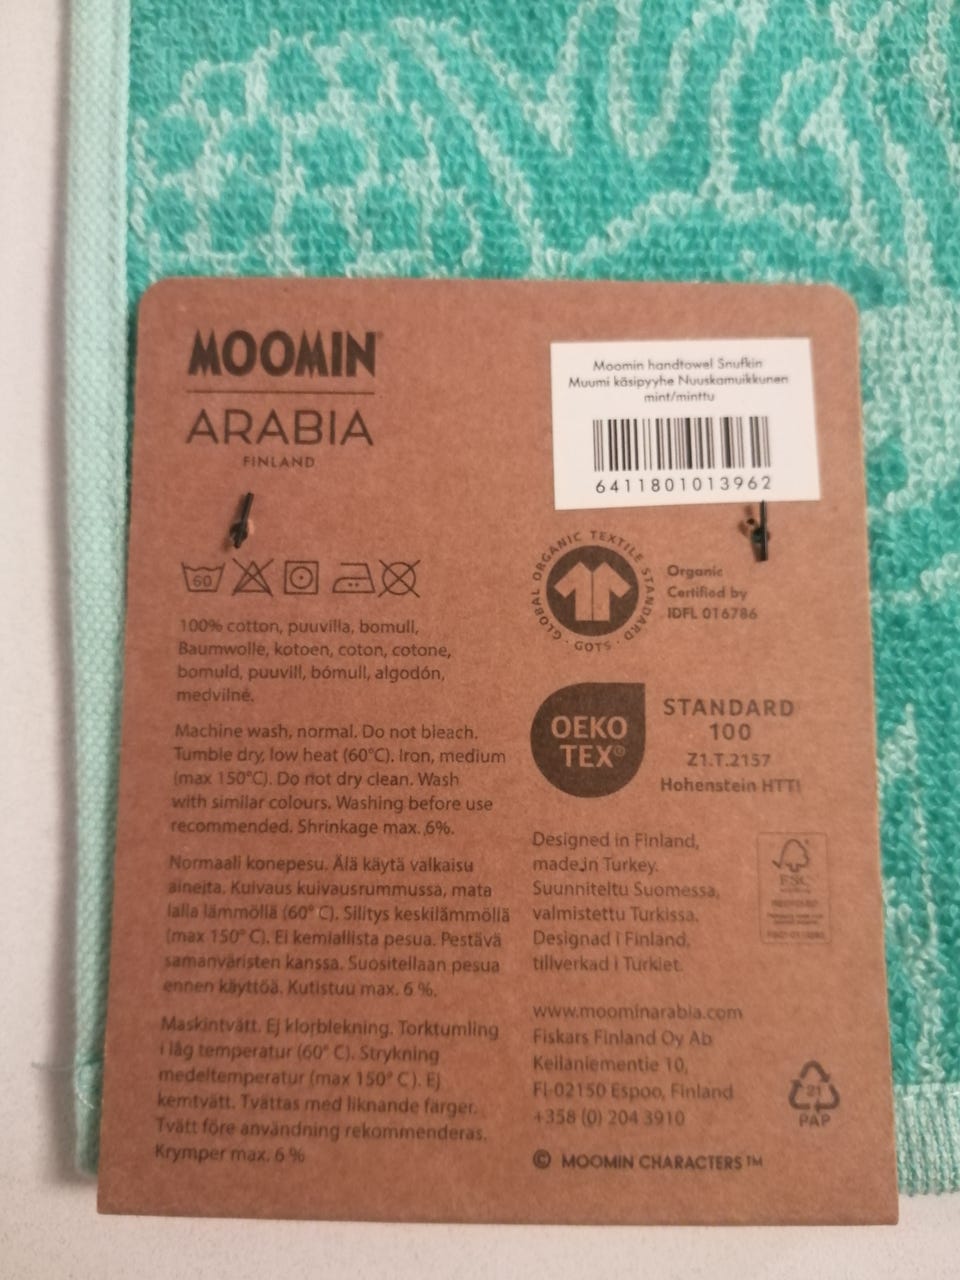 MOOMIN
ARABIA
FINLAND
Moomin handtowel Snufkin
Muumi käsipyyhe Nuuskamuikkunen
mint/minttu
6411801013962
60
100% cotton, puuvilla, bomull,
Baumwolle, kotoen, coton, cotone,
bomuld, puuvill, bómull, algodón,
medvilnė.
Machine wash, normal. Do not bleach.
Tumble dry, low heat (60°C). Iron, medium
(max 150°C). Do not dry clean. Wash
with similar colours. Washing before use
recommended. Shrinkage max. 6%.
Normaali konepesu. Älä käytä valkaisu
aineita. Kuivaus kuivausrummussa, mata
lalla lämmöllä (60° C). Silitys keskilämmöllä
(max 150° C). Ei kemiallista pesua. Pestävä
samanväristen kanssa. Suositellaan pesua
ennen käyttöä. Kutistuu max. 6 %.
Maskintvätt. Ej klorblekning. Torktumling
i låg temperatur (60° C). Strykning
medeltemperatur (max 150° C). Ej
kemtvätt. Tvättas med liknande färger.
Tvätt före användning rekommenderas.
Krymper max. 6 %
GLOBAL ORGANIC TEXTILE STANDARD · GOTS ·
Organic
Certified by
IDFL 016786
OEKO
TEX®
STANDARD
100
Z1.T.2157
Hohenstein HTTI
Designed in Finland,
made in Turkey.
Suunniteltu Suomessa,
valmistettu Turkissa.
Designad i Finland,
tillverkad i Turkiet.
FSC
www.moominarabia.com
Fiskars Finland Oy Ab
Keilaniementie 10,
FI-02150 Espoo, Finland
+358 (0) 204 3910
21
PAP
© MOOMIN CHARACTERS™